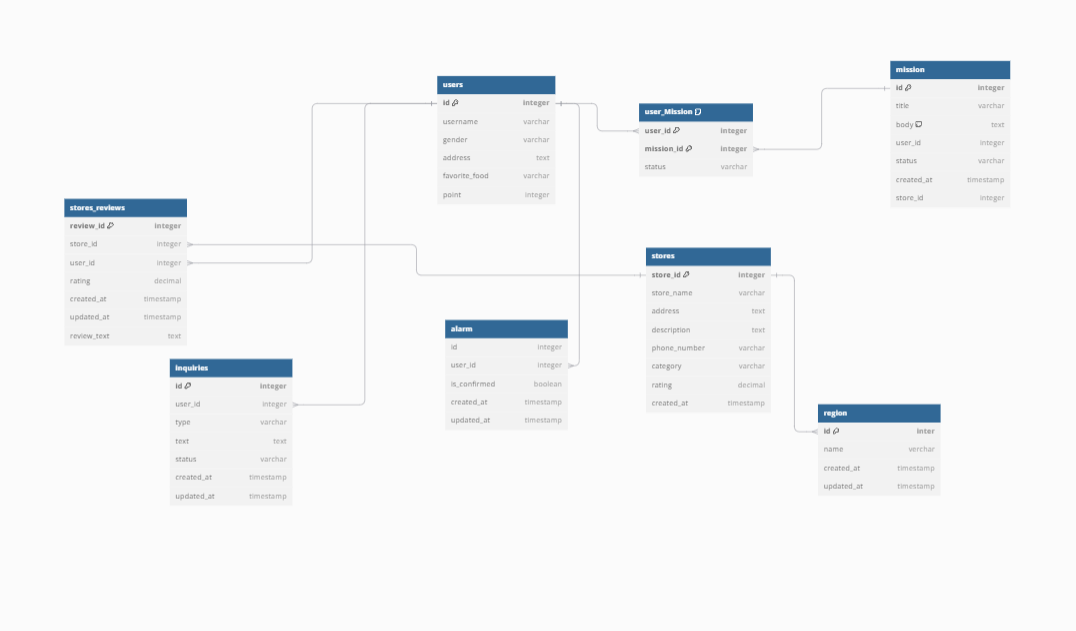 users
id integer
username varchar
gender varchar
address text
favorite_food varchar
point integer
user_Mission
user_id integer
mission_id integer
status varchar
mission
id integer
title varchar
body text
user_id integer
status varchar
created_at timestamp
store_id integer
stores_reviews
review_id integer
store_id integer
user_id integer
rating decimal
created_at timestamp
updated_at timestamp
review_text text
stores
store_id integer
store_name varchar
address text
description text
phone_number varchar
category varchar
rating decimal
created_at timestamp
alarm
id integer
user_id integer
is_confirmed boolean
created_at timestamp
updated_at timestamp
inquiries
id integer
user_id integer
type varchar
text text
status varchar
created_at timestamp
updated_at timestamp
region
id inter
name verchar
created_at timestamp
updated_at timestamp